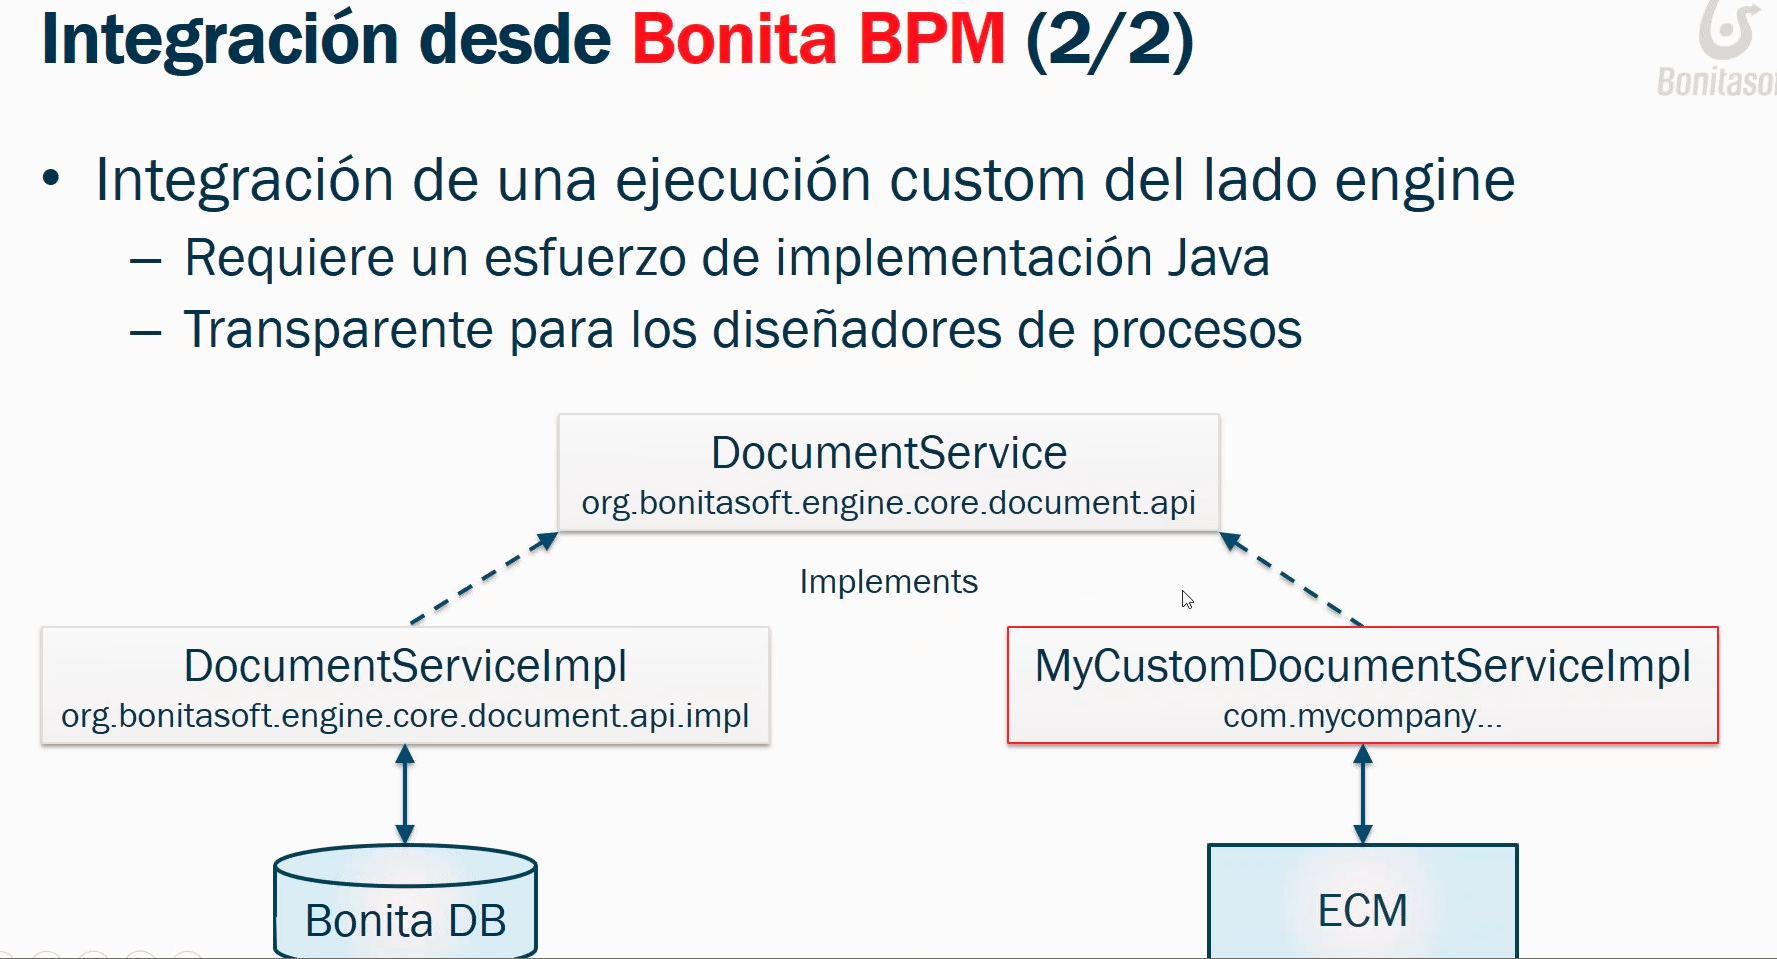 Integración desde Bonita BPM (2/2)
Bonitasof
• Integración de una ejecución custom del lado engine
– Requiere un esfuerzo de implementación Java
– Transparente para los diseñadores de procesos
DocumentService
org.bonitasoft.engine.core.document.api
Implements
DocumentServiceImpl
org.bonitasoft.engine.core.document.api.impl
MyCustomDocumentServiceImpl
com.mycompany...
Bonita DB
ECM